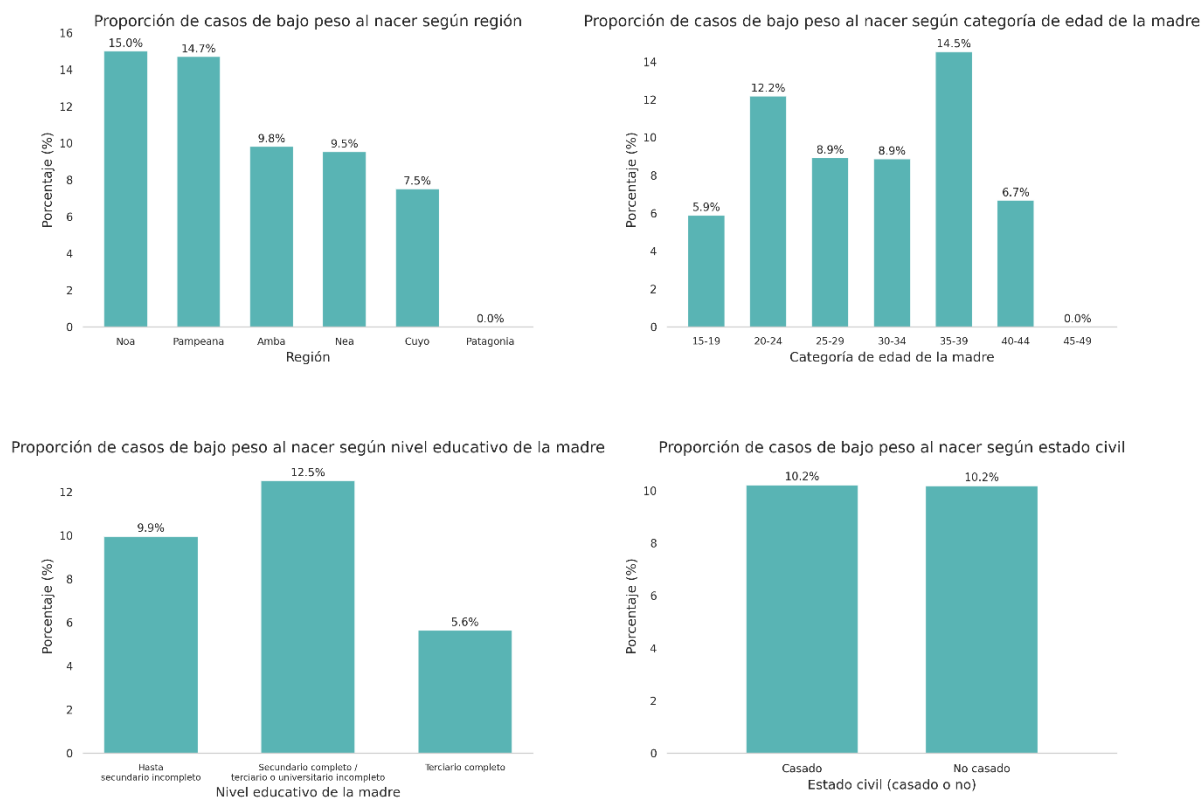 Proporción de casos de bajo peso al nacer según región
Porcentaje (%)
16
14
12
10
8
6
4
2
0
15.0%
14.7%
9.8%
9.5%
7.5%
0.0%
Noa
Pampeana
Amba
Nea
Cuyo
Patagonia
Región
Proporción de casos de bajo peso al nacer según categoría de edad de la madre
Porcentaje (%)
14
12
10
8
6
4
2
0
5.9%
12.2%
8.9%
8.9%
14.5%
6.7%
0.0%
15-19
20-24
25-29
30-34
35-39
40-44
45-49
Categoría de edad de la madre
Proporción de casos de bajo peso al nacer según nivel educativo de la madre
Porcentaje (%)
12
10
8
6
4
2
0
9.9%
12.5%
5.6%
Hasta
secundario incompleto
Secundario completo /
terciario o universitario incompleto
Terciario completo
Nivel educativo de la madre
Proporción de casos de bajo peso al nacer según estado civil
Porcentaje (%)
10
8
6
4
2
0
10.2%
10.2%
Casado
No casado
Estado civil (casado o no)